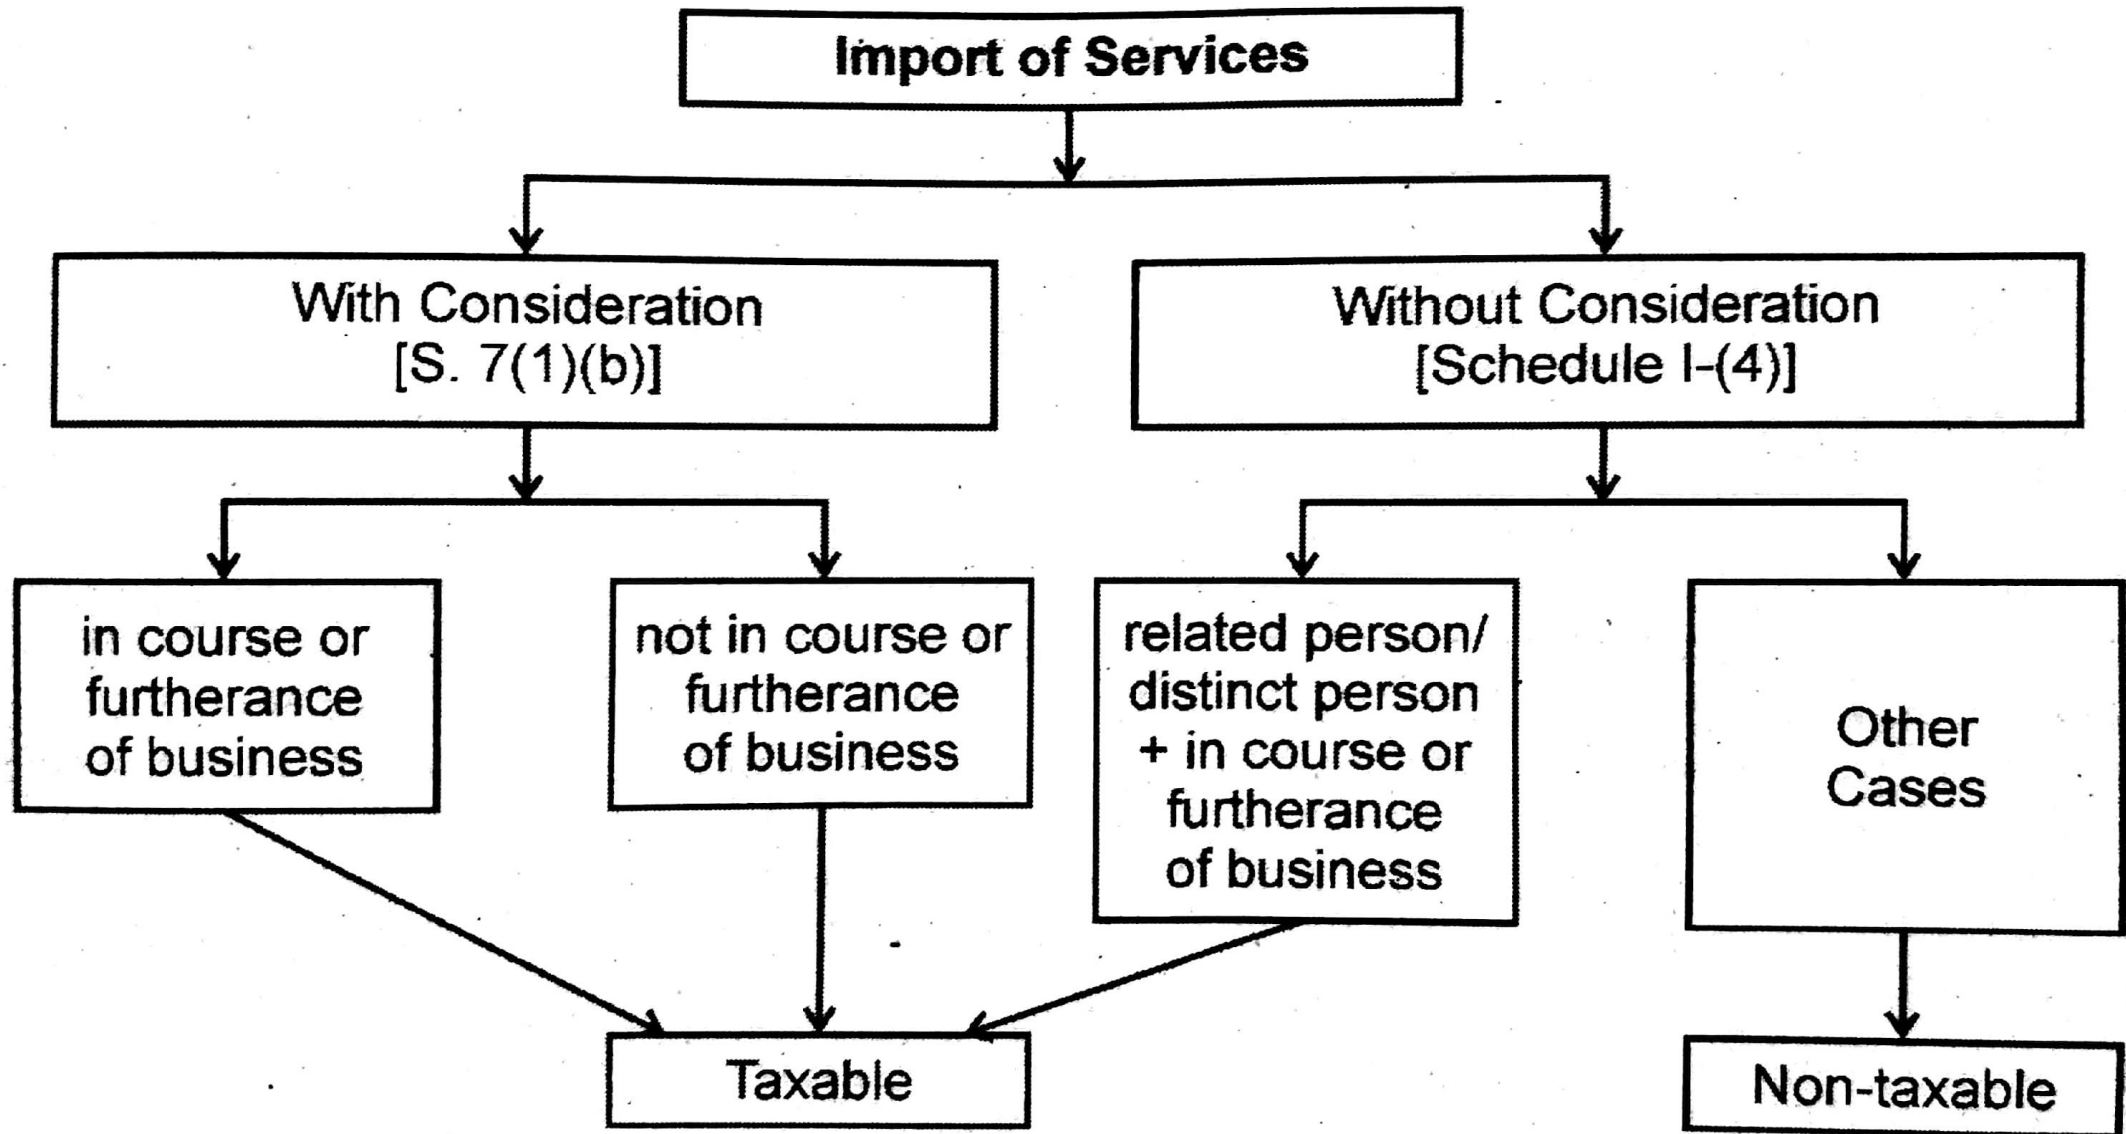 Import of Services
With Consideration
[S. 7(1)(b)]
Without Consideration
[Schedule I-(4)]
in course or
furtherance
of business
not in course or
furtherance
of business
related person/
distinct person
+ in course or
furtherance
of business
Other
Cases
Taxable
Non-taxable